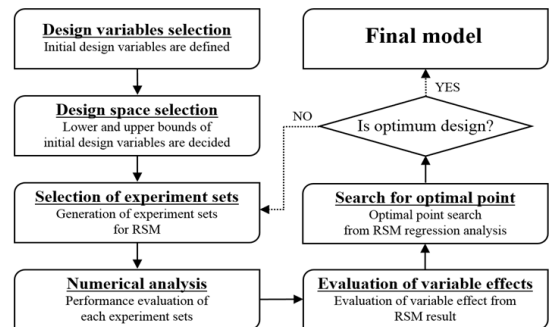 Design variables selection
Initial design variables are defined
Design space selection
Lower and upper bounds of
initial design variables are decided
Selection of experiment sets
Generation of experiment sets
for RSM
Numerical analysis
Performance evaluation of
each experiment sets
Evaluation of variable effects
Evaluation of variable effect from
RSM result
Search for optimal point
Optimal point search
from RSM regression analysis
Is optimum design?
NO
YES
Final model